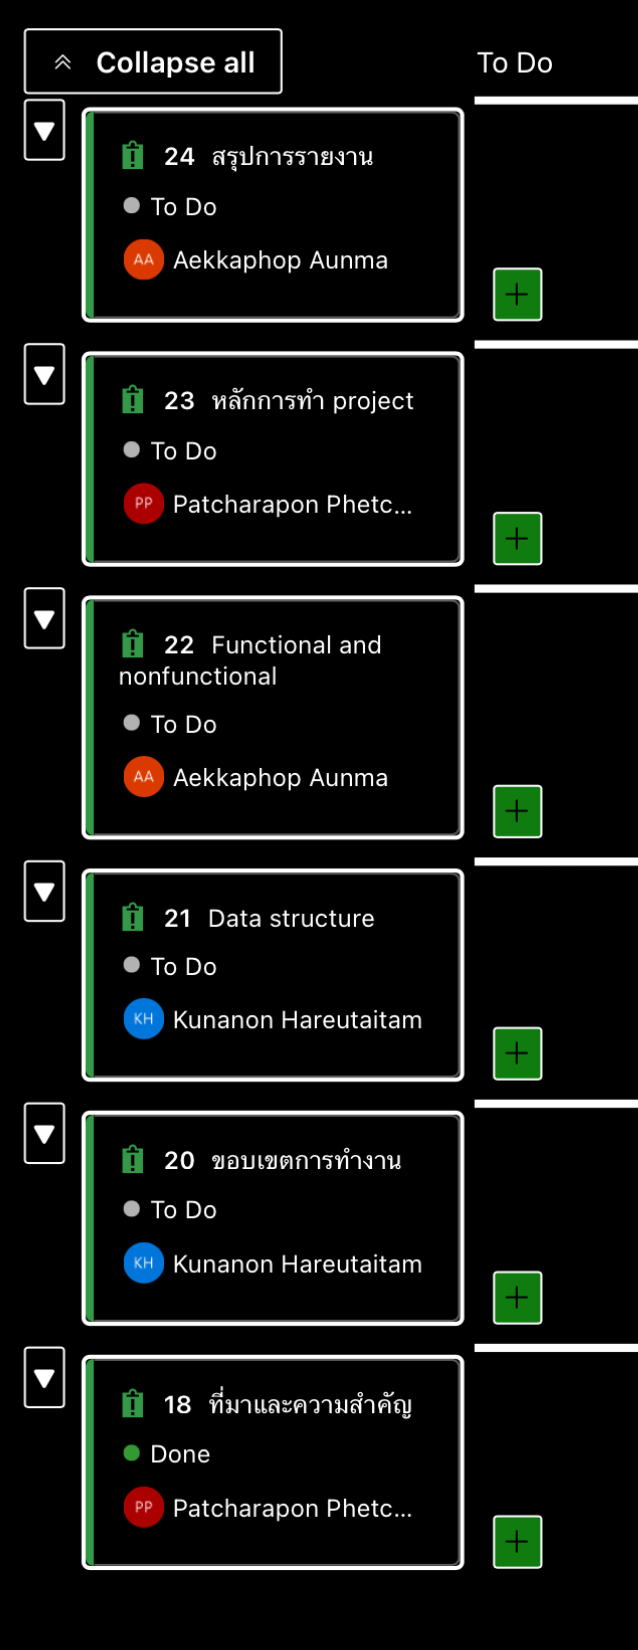 Collapse all
To Do
24 สรุปการรายงาน
To Do
AA Aekkaphop Aunma
23 หลักการทำ project
To Do
PP Patcharapon Phetc...
22 Functional and
nonfunctional
To Do
AA Aekkaphop Aunma
21 Data structure
To Do
KH Kunanon Hareutaitam
20 ขอบเขตการทำงาน
To Do
KH Kunanon Hareutaitam
18 ที่มาและความสำคัญ
Done
PP Patcharapon Phetc...